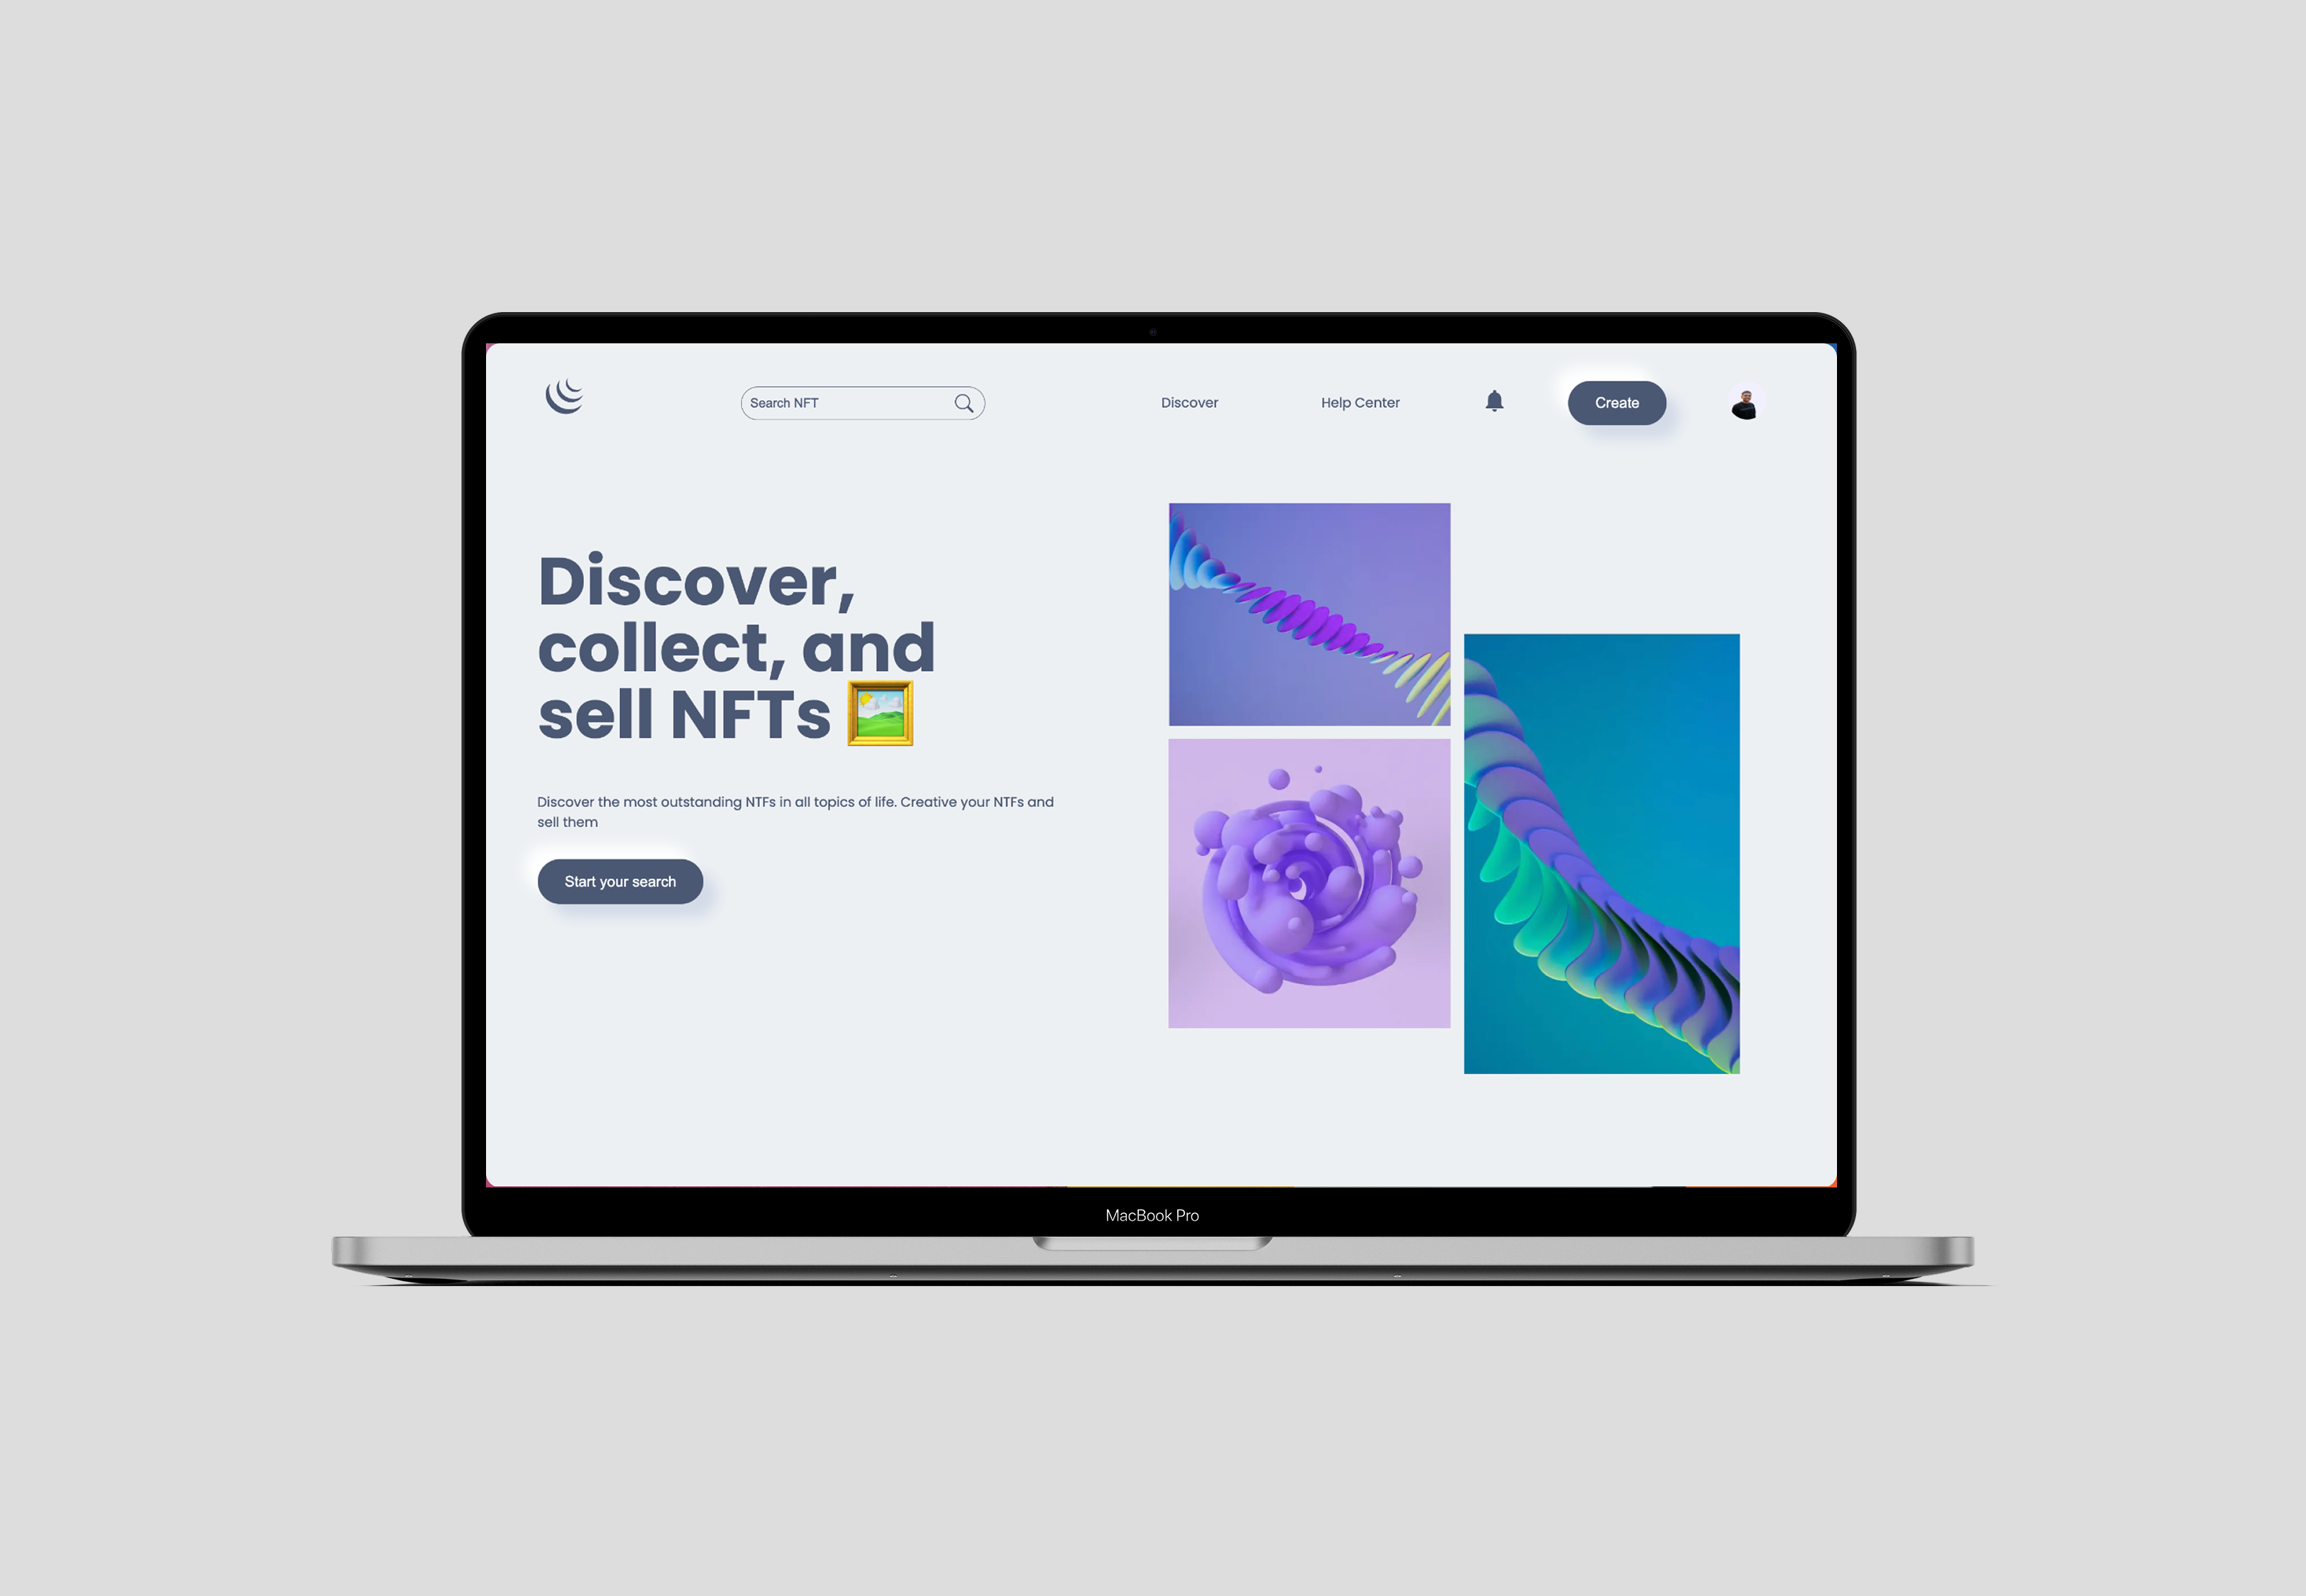 Search NFT
Discover
Help Center
Create
Discover,
collect, and
sell NFTs
Discover the most outstanding NTFs in all topics of life. Creative your NTFs and
sell them
Start your search
MacBook Pro